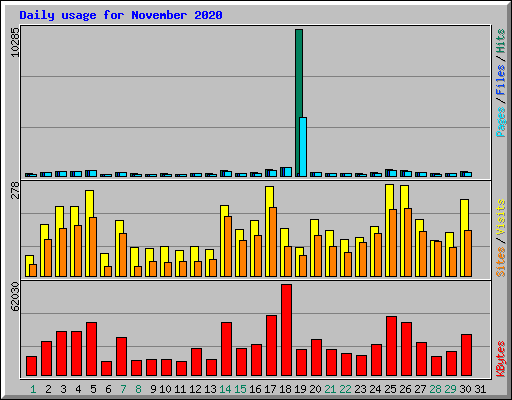 Daily usage for November 2020
10285
Pages / Files / Hits
278
Sites / Visits
62030
KBytes
1 2 3 4 5 6 7 8 9 10 11 12 13 14 15 16 17 18 19 20 21 22 23 24 25 26 27 28 29 30 31